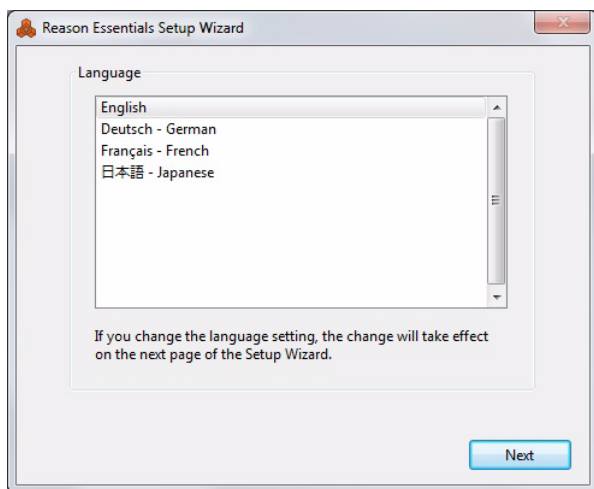 Reason Essentials Setup Wizard
Language
English
Deutsch - German
Français - French
日本語 - Japanese
If you change the language setting, the change will take effect
on the next page of the Setup Wizard.
Next